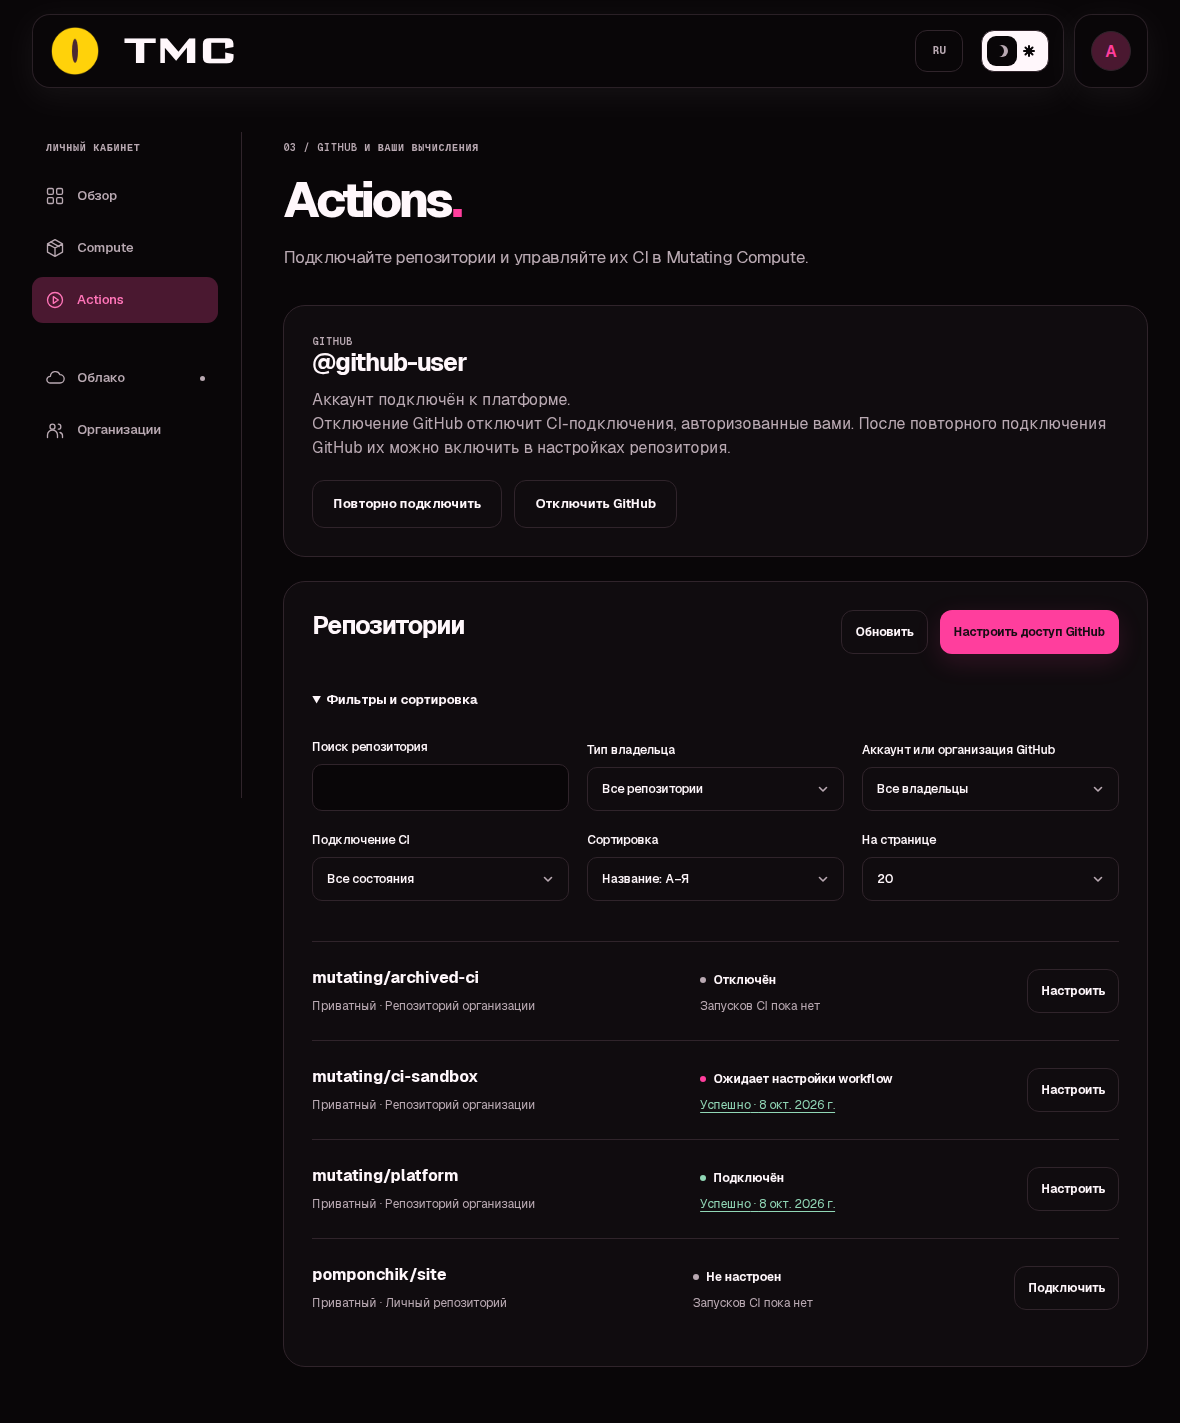 TMC
RU
A
ЛИЧНЫЙ КАБИНЕТ
Обзор
Compute
Actions
Облако
Организации
03 / GITHUB И ВАШИ ВЫЧИСЛЕНИЯ
Actions.
Подключайте репозитории и управляйте их CI в Mutating Compute.
GITHUB
@github-user
Аккаунт подключён к платформе.
Отключение GitHub отключит CI-подключения, авторизованные вами. После повторного подключения
GitHub их можно включить в настройках репозитория.
Повторно подключить
Отключить GitHub
Репозитории
Обновить
Настроить доступ GitHub
Фильтры и сортировка
Поиск репозитория
Тип владельца
Аккаунт или организация GitHub
Все репозитории
Все владельцы
Подключение CI
Сортировка
На странице
Все состояния
Название: А–Я
20
mutating/archived-ci
Отключён
Приватный · Репозиторий организации
Запусков CI пока нет
Настроить
mutating/ci-sandbox
Ожидает настройки workflow
Приватный · Репозиторий организации
Успешно · 8 окт. 2026 г.
Настроить
mutating/platform
Подключён
Приватный · Репозиторий организации
Успешно · 8 окт. 2026 г.
Настроить
pomponchik/site
Не настроен
Приватный · Личный репозиторий
Запусков CI пока нет
Подключить